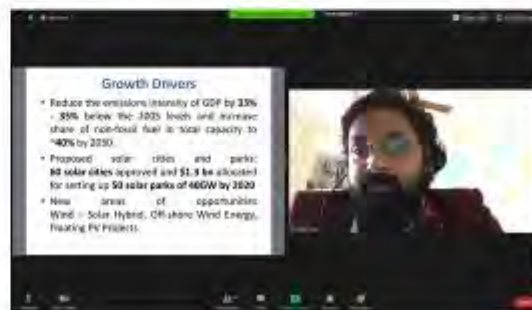 Growth Drivers
• Reduce the emissions intensity of GDP by 33%
- 35% below the 2005 levels and increase
share of non-fossil fuel in total capacity to
~40% by 2030.
• Proposed solar cities and parks:
60 solar cities approved and $1.3 bn allocated
for setting up 50 solar parks of 40GW by 2020
• New areas of opportunities
Wind – Solar Hybrid, Off-shore Wind Energy,
Floating PV Projects.